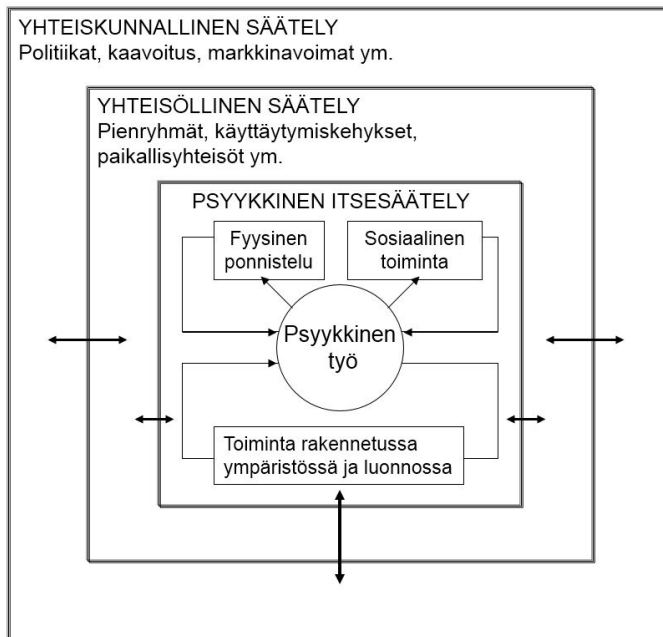 YHTEISKUNNALLINEN SÄÄTELY
Politiikat, kaavoitus, markkinavoimat ym.
YHTEISÖLLINEN SÄÄTELY
Pienryhmät, käyttäytymiskehykset,
paikallisyhteisöt ym.
PSYYKKINEN ITSESÄÄTELY
Fyysinen
ponnistelu
Sosiaalinen
toiminta
Psyykkinen
työ
Toiminta rakennetussa
ympäristössä ja luonnossa